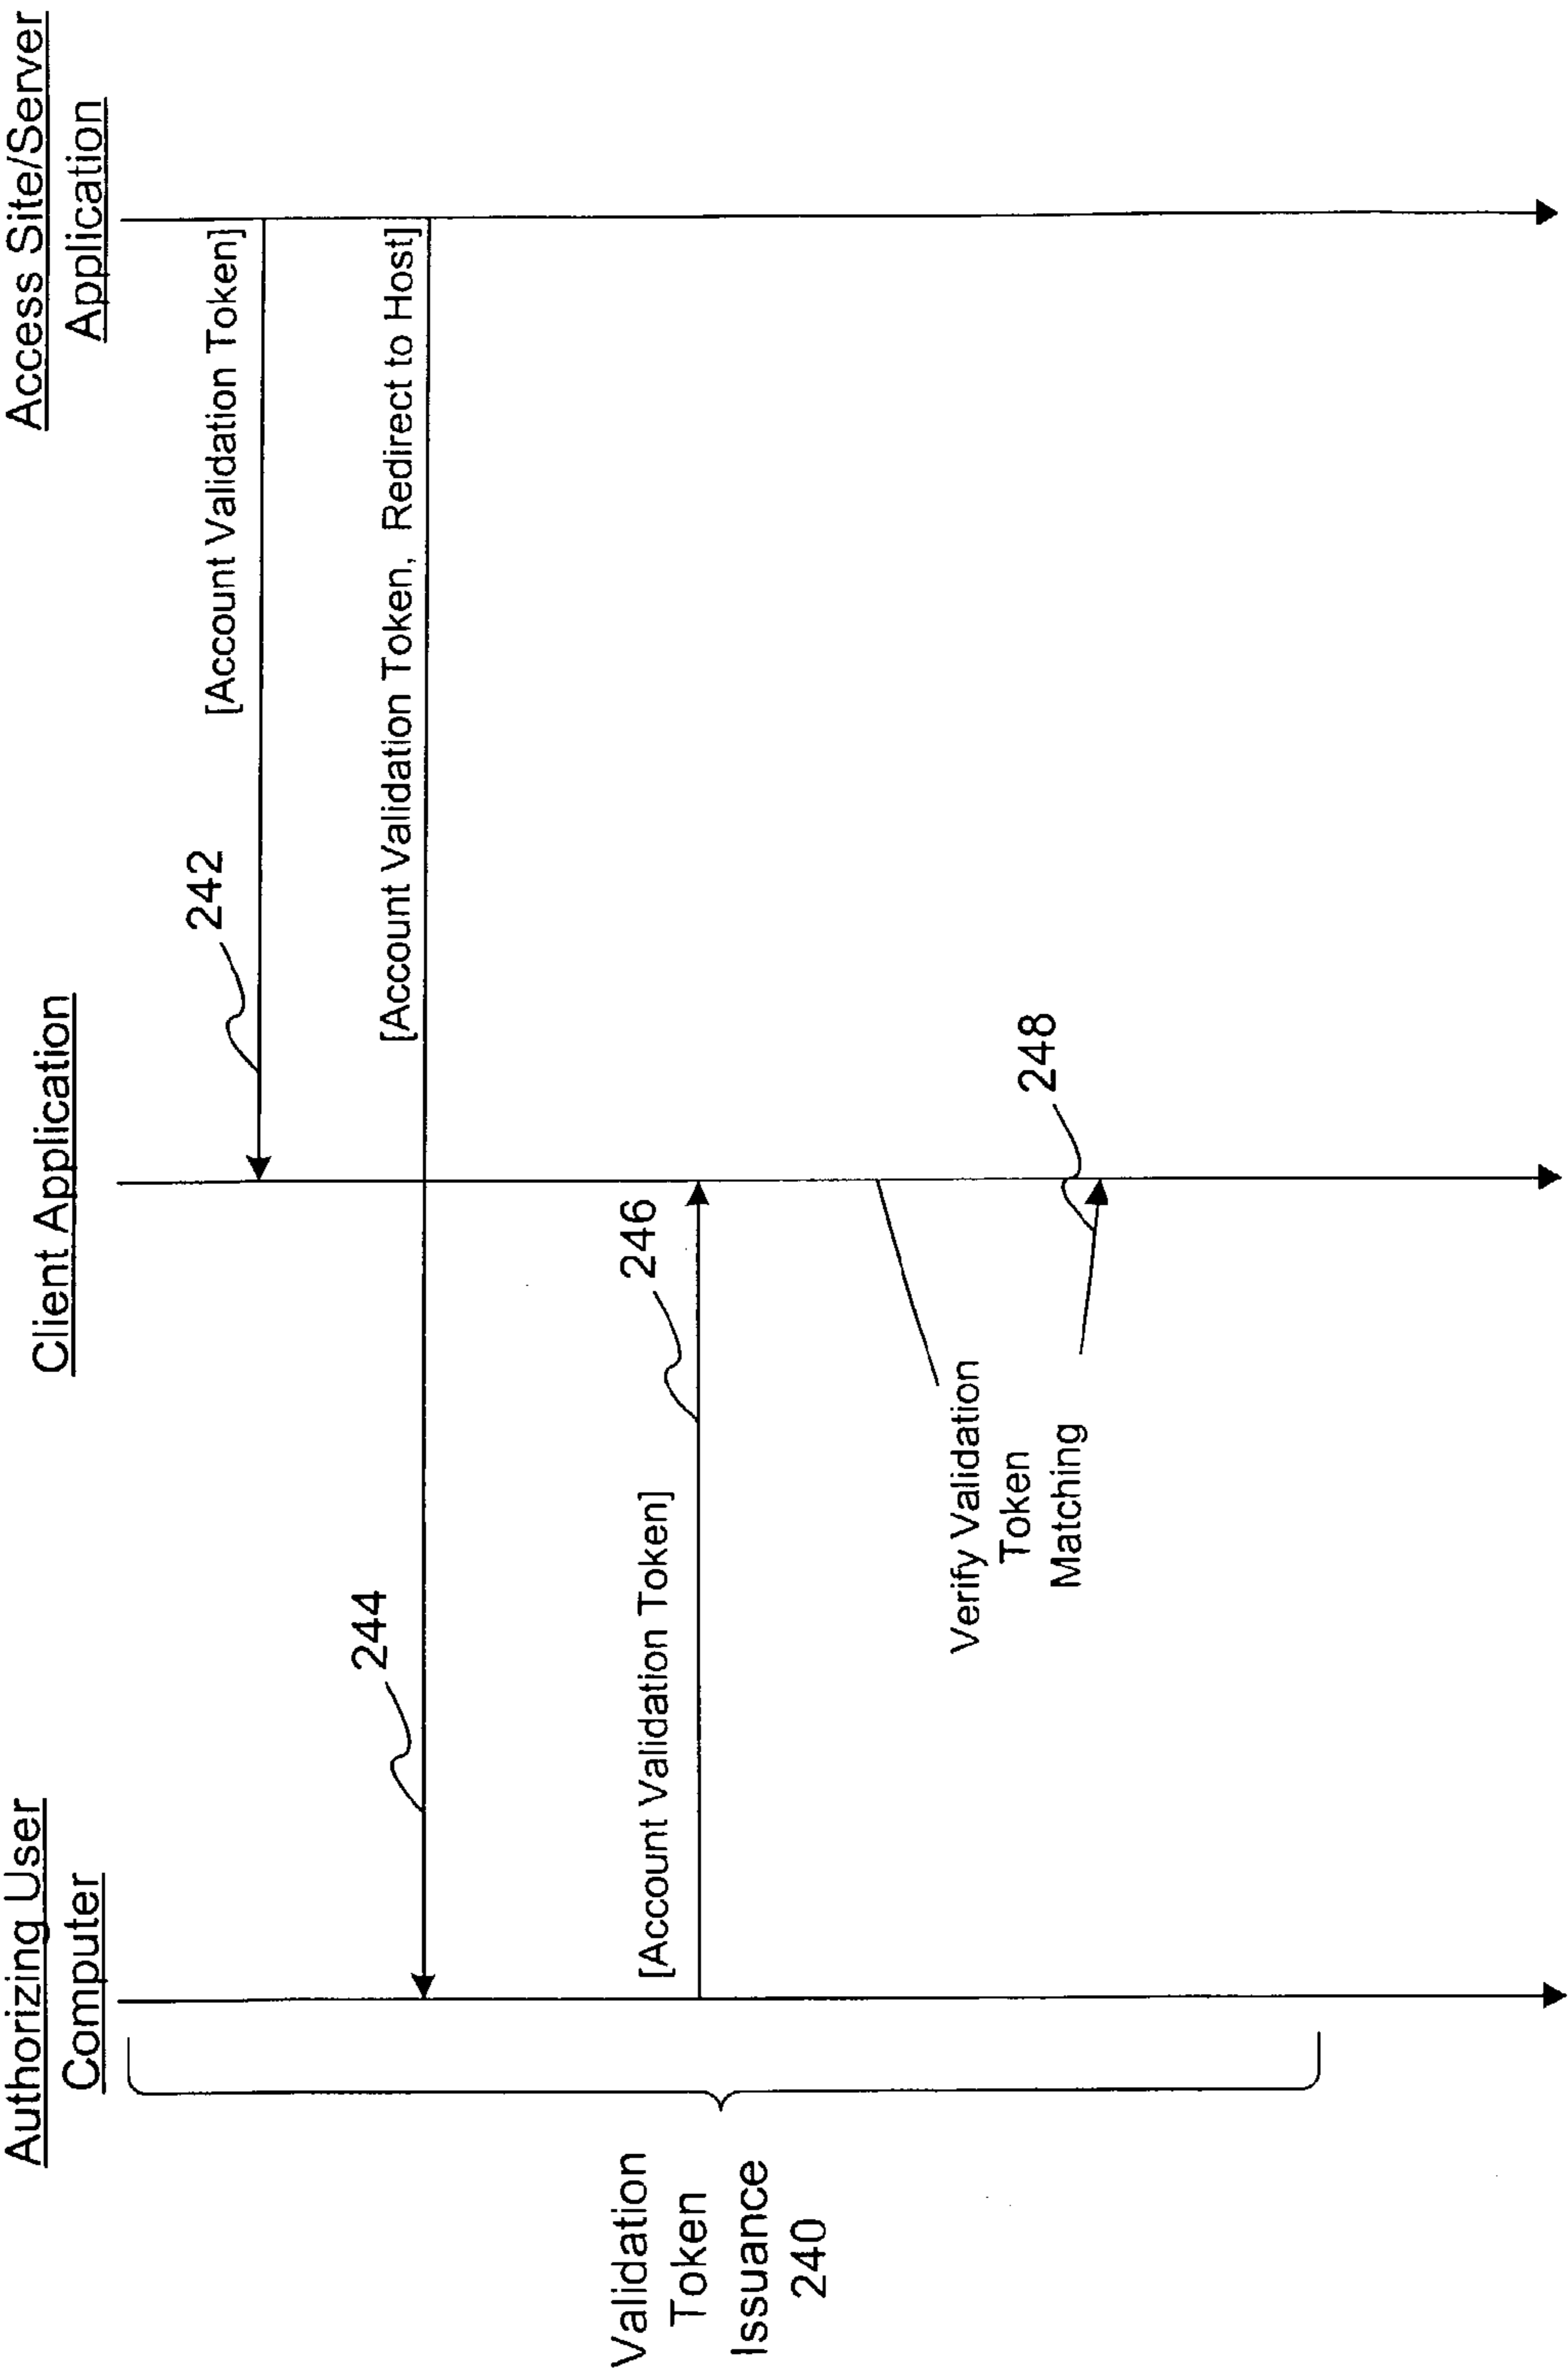 Authorizing User
Computer
Client Application
Access Site/Server
Application
242
[Account Validation Token]
244
[Account Validation Token, Redirect to Host]
246
[Account Validation Token]
Validation
Token
Issuance
240
248
Verify Validation
Token
Matching